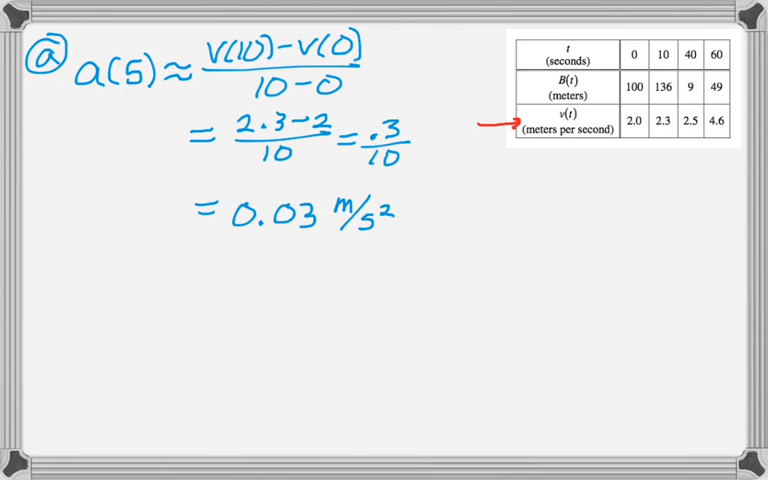 ⓐ a(5) ≈ v(10) - v(0) / 10 - 0
= 2.3 - 2 / 10 = .3 / 10
= 0.03 m/s²
t (seconds) 0 10 40 60
B(t) (meters) 100 136 9 49
v(t) (meters per second) 2.0 2.3 2.5 4.6